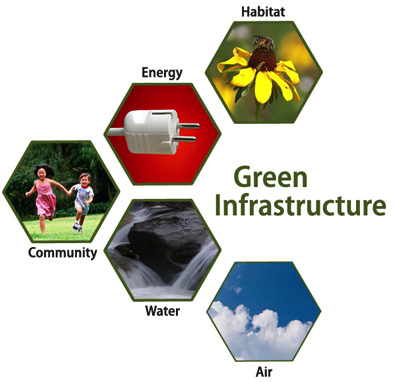 Habitat
Energy
Green
Infrastructure
Community
Water
Air